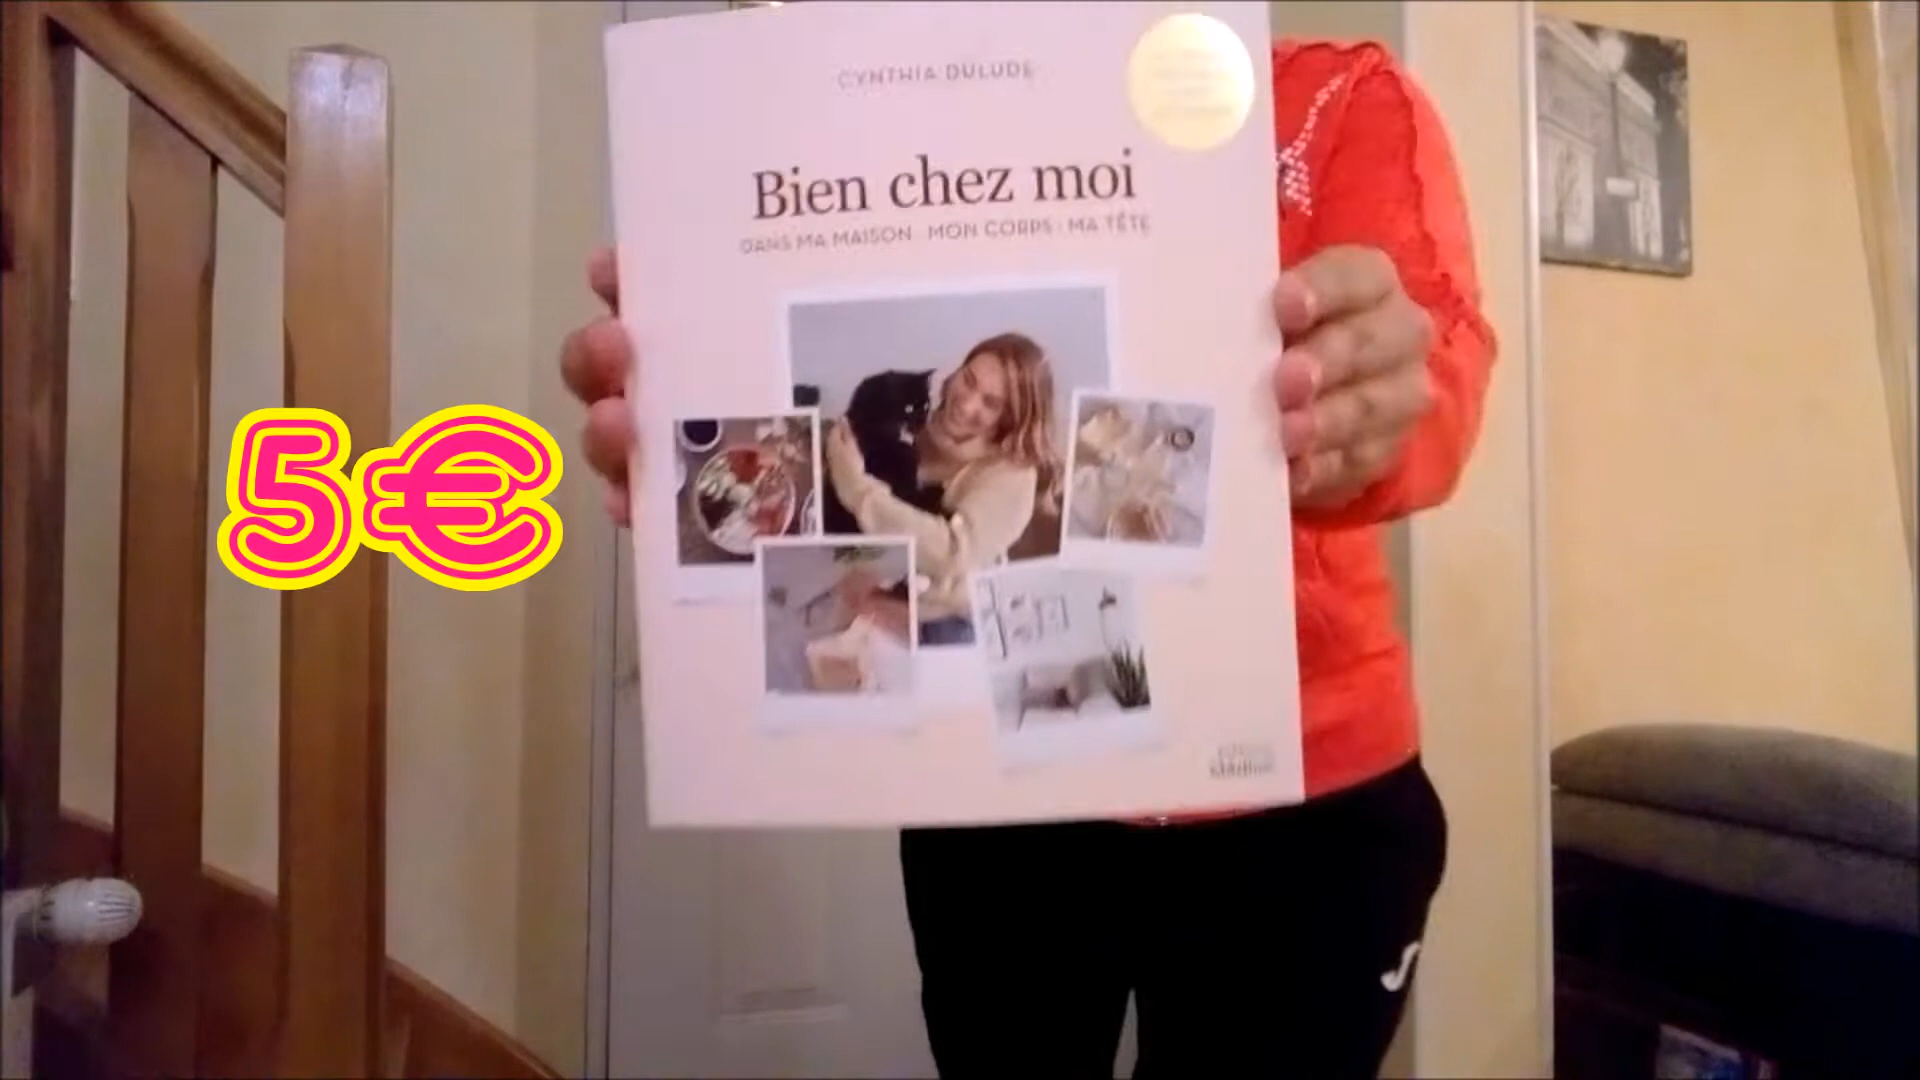 CYNTHIA DULUDE
Bien chez moi
DANS MA MAISON · MON CORPS · MA TÊTE
5€